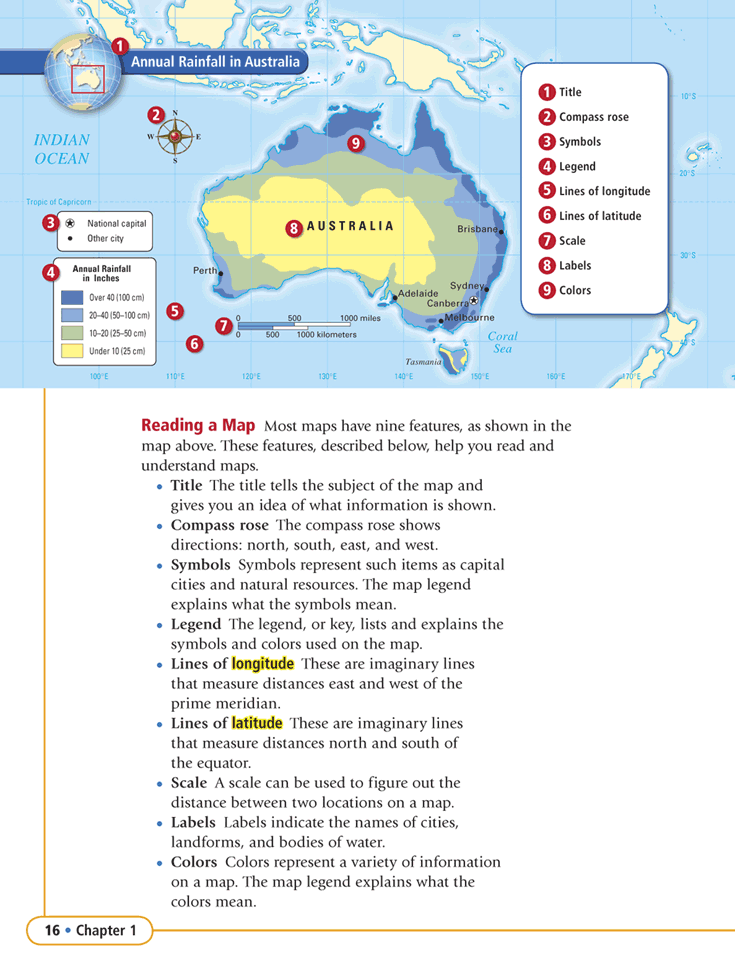 1
Annual Rainfall in Australia
2
N
W
E
S
INDIAN
OCEAN
Tropic of Capricorn
3
National capital
Other city
4
Annual Rainfall
in Inches
Over 40 (100 cm)
20–40 (50–100 cm)
10–20 (25–50 cm)
Under 10 (25 cm)
5
6
7
0 500 1000 miles
0 500 1000 kilometers
9
8 AUSTRALIA
Brisbane
Perth
Adelaide
Sydney
Canberra
Melbourne
Coral
Sea
Tasmania
1 Title
2 Compass rose
3 Symbols
4 Legend
5 Lines of longitude
6 Lines of latitude
7 Scale
8 Labels
9 Colors
10°S
20°S
30°S
40°S
100°E 110°E 120°E 130°E 140°E 150°E 160°E 170°E
Reading a Map Most maps have nine features, as shown in the
map above. These features, described below, help you read and
understand maps.
• Title The title tells the subject of the map and
gives you an idea of what information is shown.
• Compass rose The compass rose shows
directions: north, south, east, and west.
• Symbols Symbols represent such items as capital
cities and natural resources. The map legend
explains what the symbols mean.
• Legend The legend, or key, lists and explains the
symbols and colors used on the map.
• Lines of longitude These are imaginary lines
that measure distances east and west of the
prime meridian.
• Lines of latitude These are imaginary lines
that measure distances north and south of
the equator.
• Scale A scale can be used to figure out the
distance between two locations on a map.
• Labels Labels indicate the names of cities,
landforms, and bodies of water.
• Colors Colors represent a variety of information
on a map. The map legend explains what the
colors mean.
16 • Chapter 1